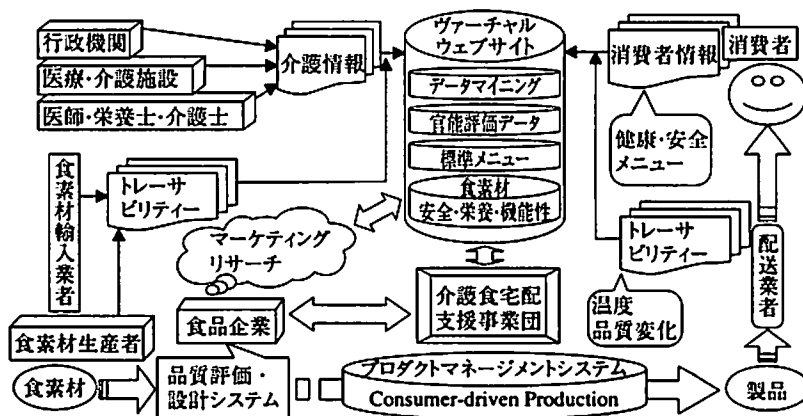 行政機関
医療・介護施設
医師・栄養士・介護士
介護情報
ヴァーチャル
ウェブサイト
データマイニング
官能評価データ
標準メニュー
食素材
安全・栄養・機能性
消費者情報
消費者
健康・安全
メニュー
食素材輸入業者
トレーサ
ビリティー
マーケティング
リサーチ
トレーサ
ビリティー
配送業者
温度
品質変化
介護食宅配
支援事業団
食品企業
食素材生産者
食素材
品質評価・
設計システム
プロダクトマネージメントシステム
Consumer-driven Production
製品